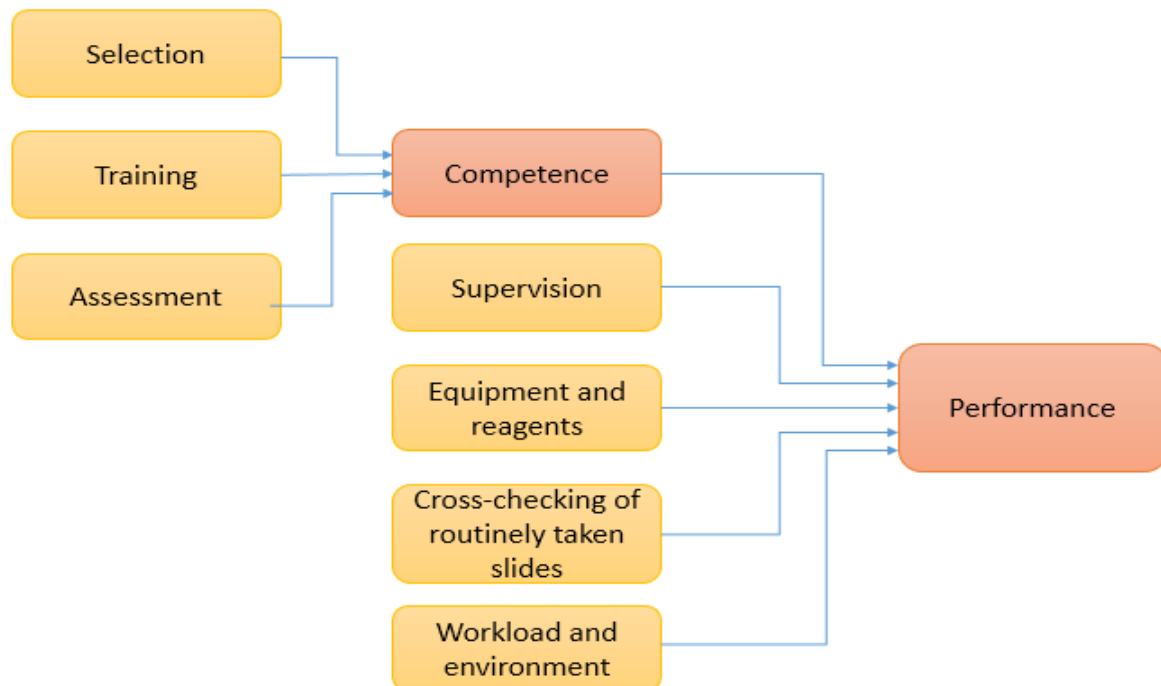 Selection
Training
Assessment
Competence
Supervision
Equipment and
reagents
Cross-checking of
routinely taken
slides
Workload and
environment
Performance